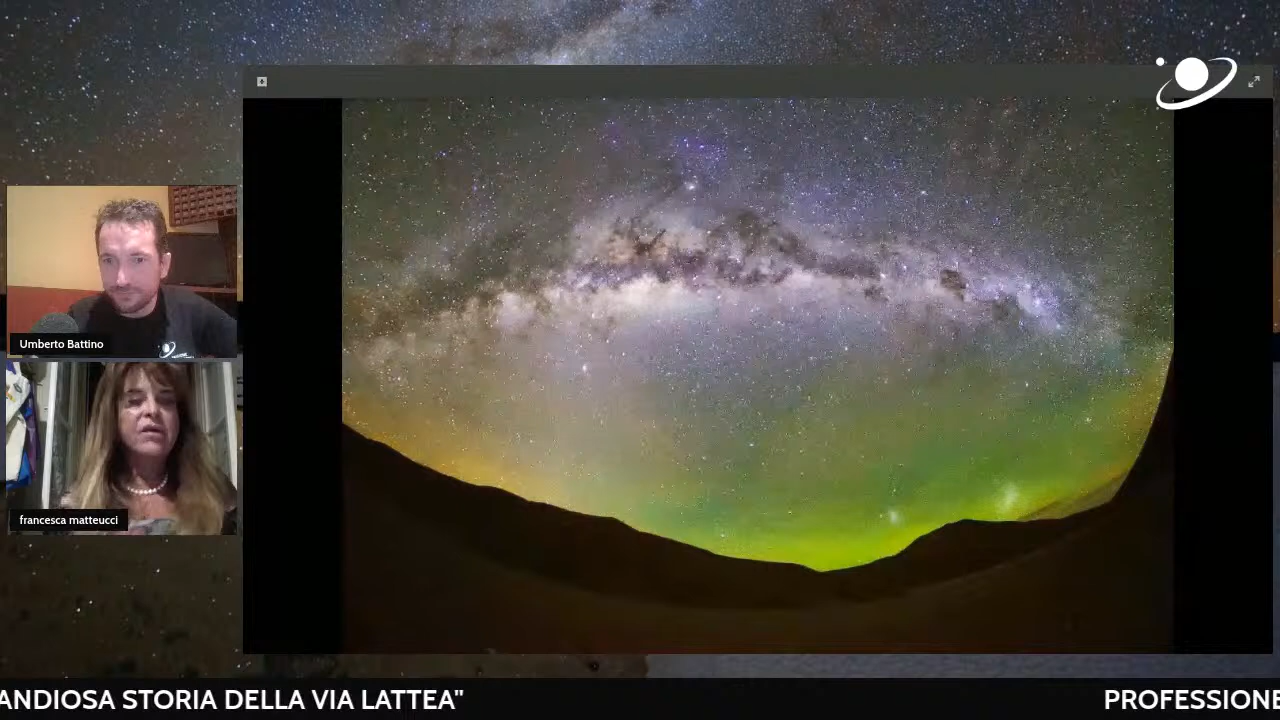 Umberto Battino
francesca matteucci
ANDIOSA STORIA DELLA VIA LATTEA" PROFESSIONE